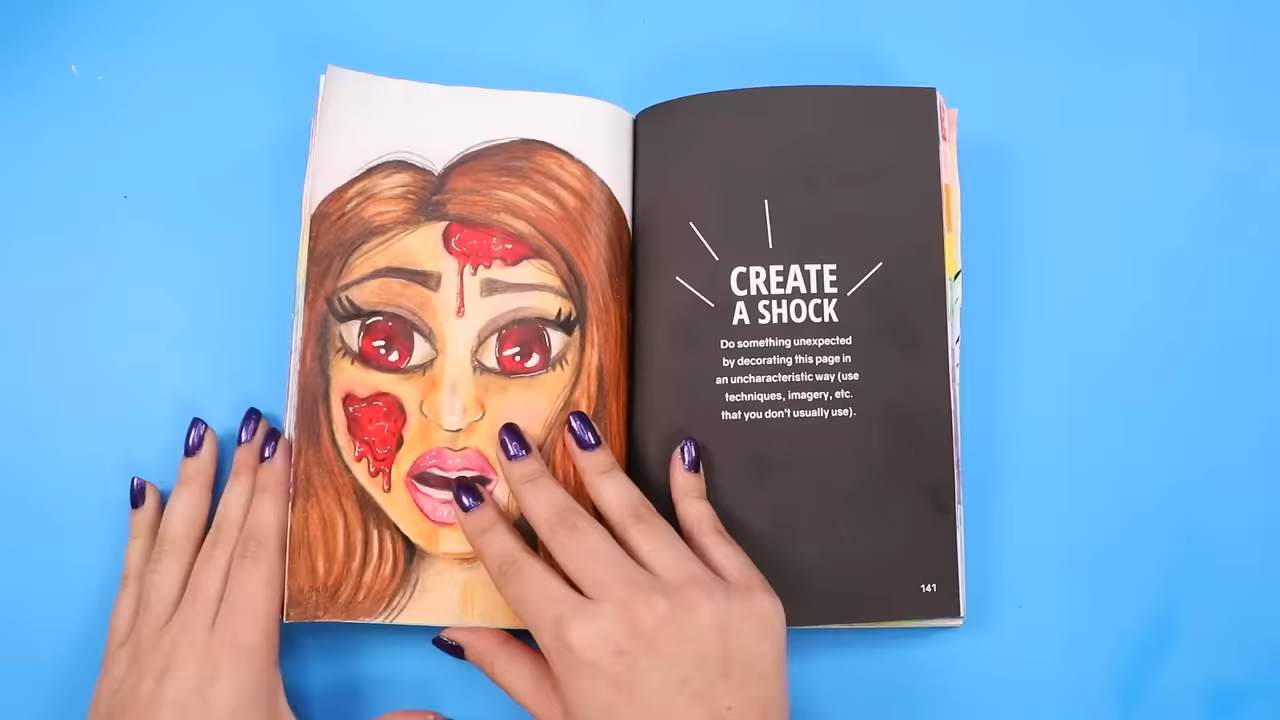 CREATE
A SHOCK
Do something unexpected
by decorating this page in
an uncharacteristic way (use
techniques, imagery, etc.
that you don't usually use).
141